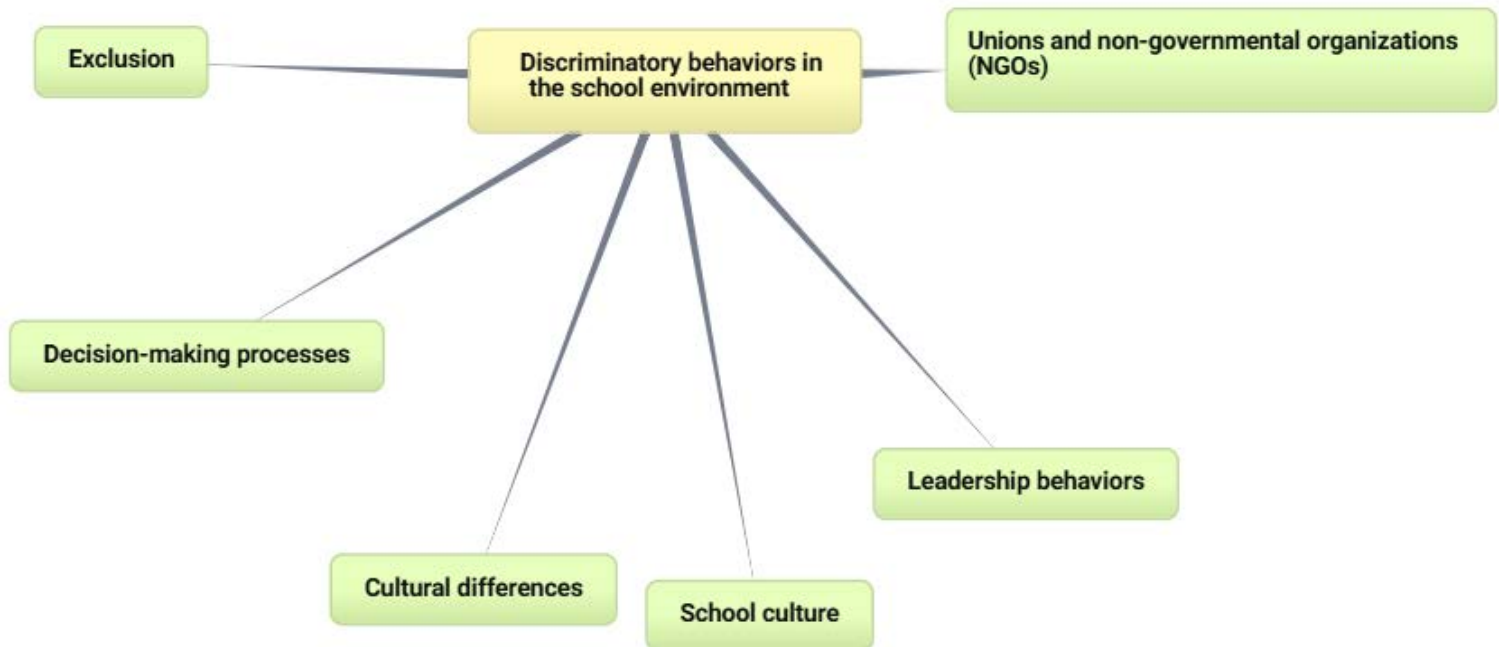 Exclusion
Discriminatory behaviors in
the school environment
Unions and non-governmental organizations
(NGOs)
Decision-making processes
Leadership behaviors
Cultural differences
School culture